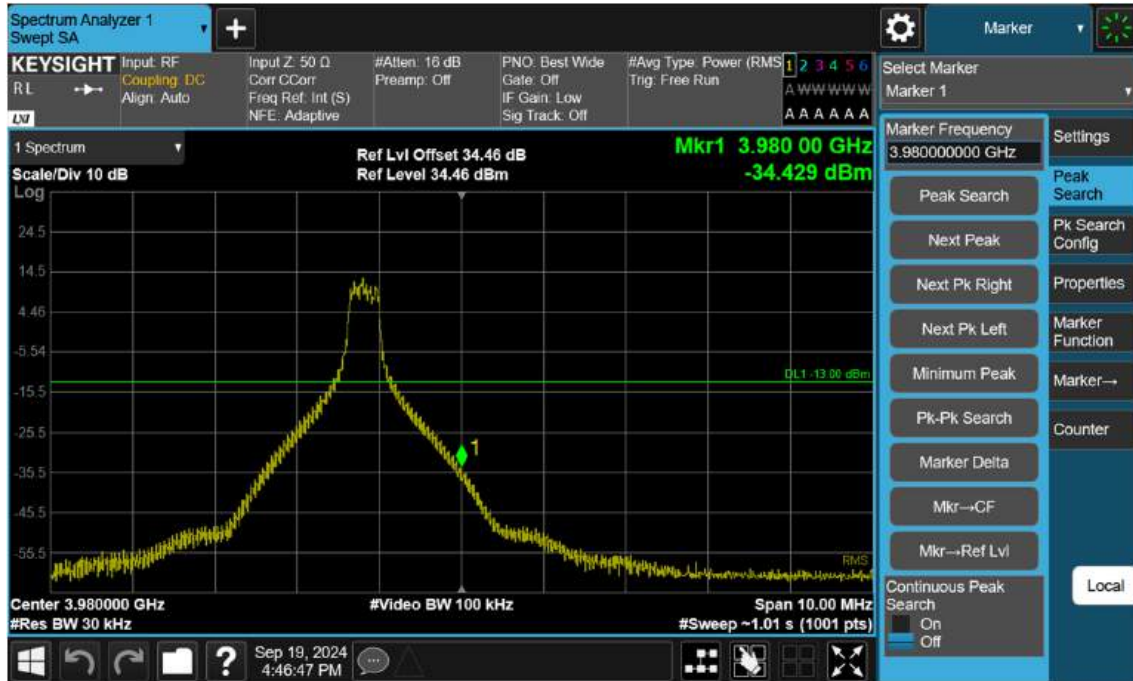 Spectrum Analyzer 1
Swept SA
+
Marker
KEYSIGHT
RL
LXI
Input: RF
Coupling: DC
Align: Auto
Input Z: 50 Ω
Corr CCorr
Freq Ref: Int (S)
NFE: Adaptive
#Atten: 16 dB
Preamp: Off
PNO: Best Wide
Gate: Off
IF Gain: Low
Sig Track: Off
#Avg Type: Power (RMS
Trig: Free Run
1 2 3 4 5 6
A W W W W W
A A A A A A
Select Marker
Marker 1
1 Spectrum
Scale/Div 10 dB
Ref Lvl Offset 34.46 dB
Ref Level 34.46 dBm
Mkr1 3.980 00 GHz
-34.429 dBm
Log
24.5
14.5
4.46
-5.54
-15.5
-25.5
-35.5
-45.5
-55.5
DL1 -13.00 dBm
1
RMS
Center 3.980000 GHz
#Res BW 30 kHz
#Video BW 100 kHz
Span 10.00 MHz
#Sweep ~1.01 s (1001 pts)
Marker Frequency
3.980000000 GHz
Peak Search
Next Peak
Next Pk Right
Next Pk Left
Minimum Peak
Pk-Pk Search
Marker Delta
Mkr→CF
Mkr→Ref Lvl
Continuous Peak
Search
On
Off
Settings
Peak
Search
Pk Search
Config
Properties
Marker
Function
Marker→
Counter
Local
?
Sep 19, 2024
4:46:47 PM